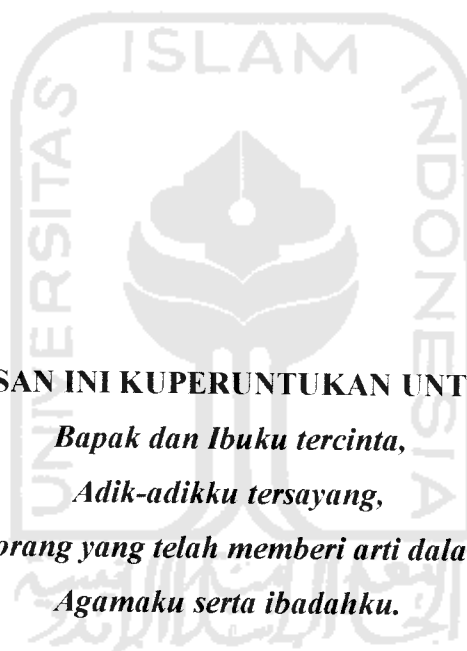 ISLAM
UNIVERSITAS
INDONESIA
SAN INI KUPERUNTUKAN UNT
Bapak dan Ibuku tercinta,
Adik-adikku tersayang,
orang yang telah memberi arti dala
Agamaku serta ibadahku.